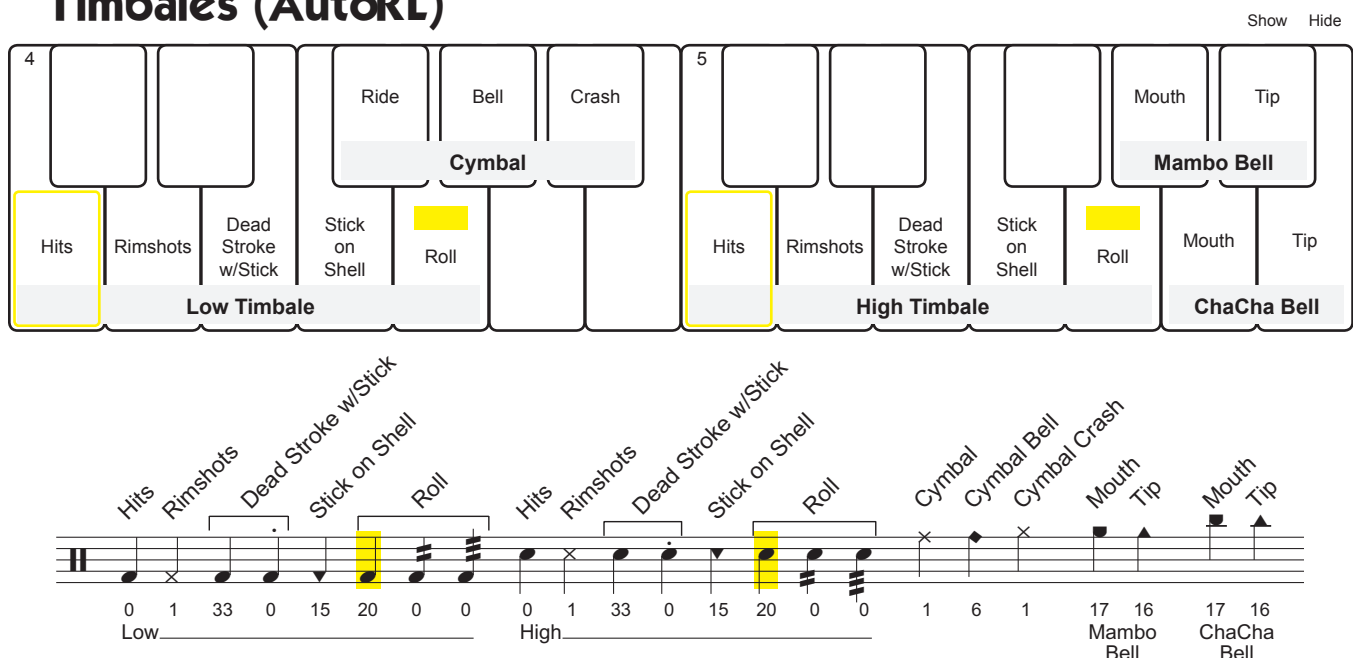 Timbales (AutoRL)
Show Hide
4 5
Ride Bell Crash Mouth Tip
Cymbal Mambo Bell
Hits Rimshots Dead Stroke w/Stick Stick on Shell Roll Hits Rimshots Dead Stroke w/Stick Stick on Shell Roll Mouth Tip
Low Timbale High Timbale ChaCha Bell
Hits Rimshots Dead Stroke w/Stick Stick on Shell Roll Hits Rimshots Dead Stroke w/Stick Stick on Shell Roll Cymbal Cymbal Bell Cymbal Crash Mouth Tip Mouth Tip
0 1 33 0 15 20 0 0 0 1 33 0 15 20 0 0 1 6 1 17 16 17 16
Low High Mambo ChaCha
Bell Bell